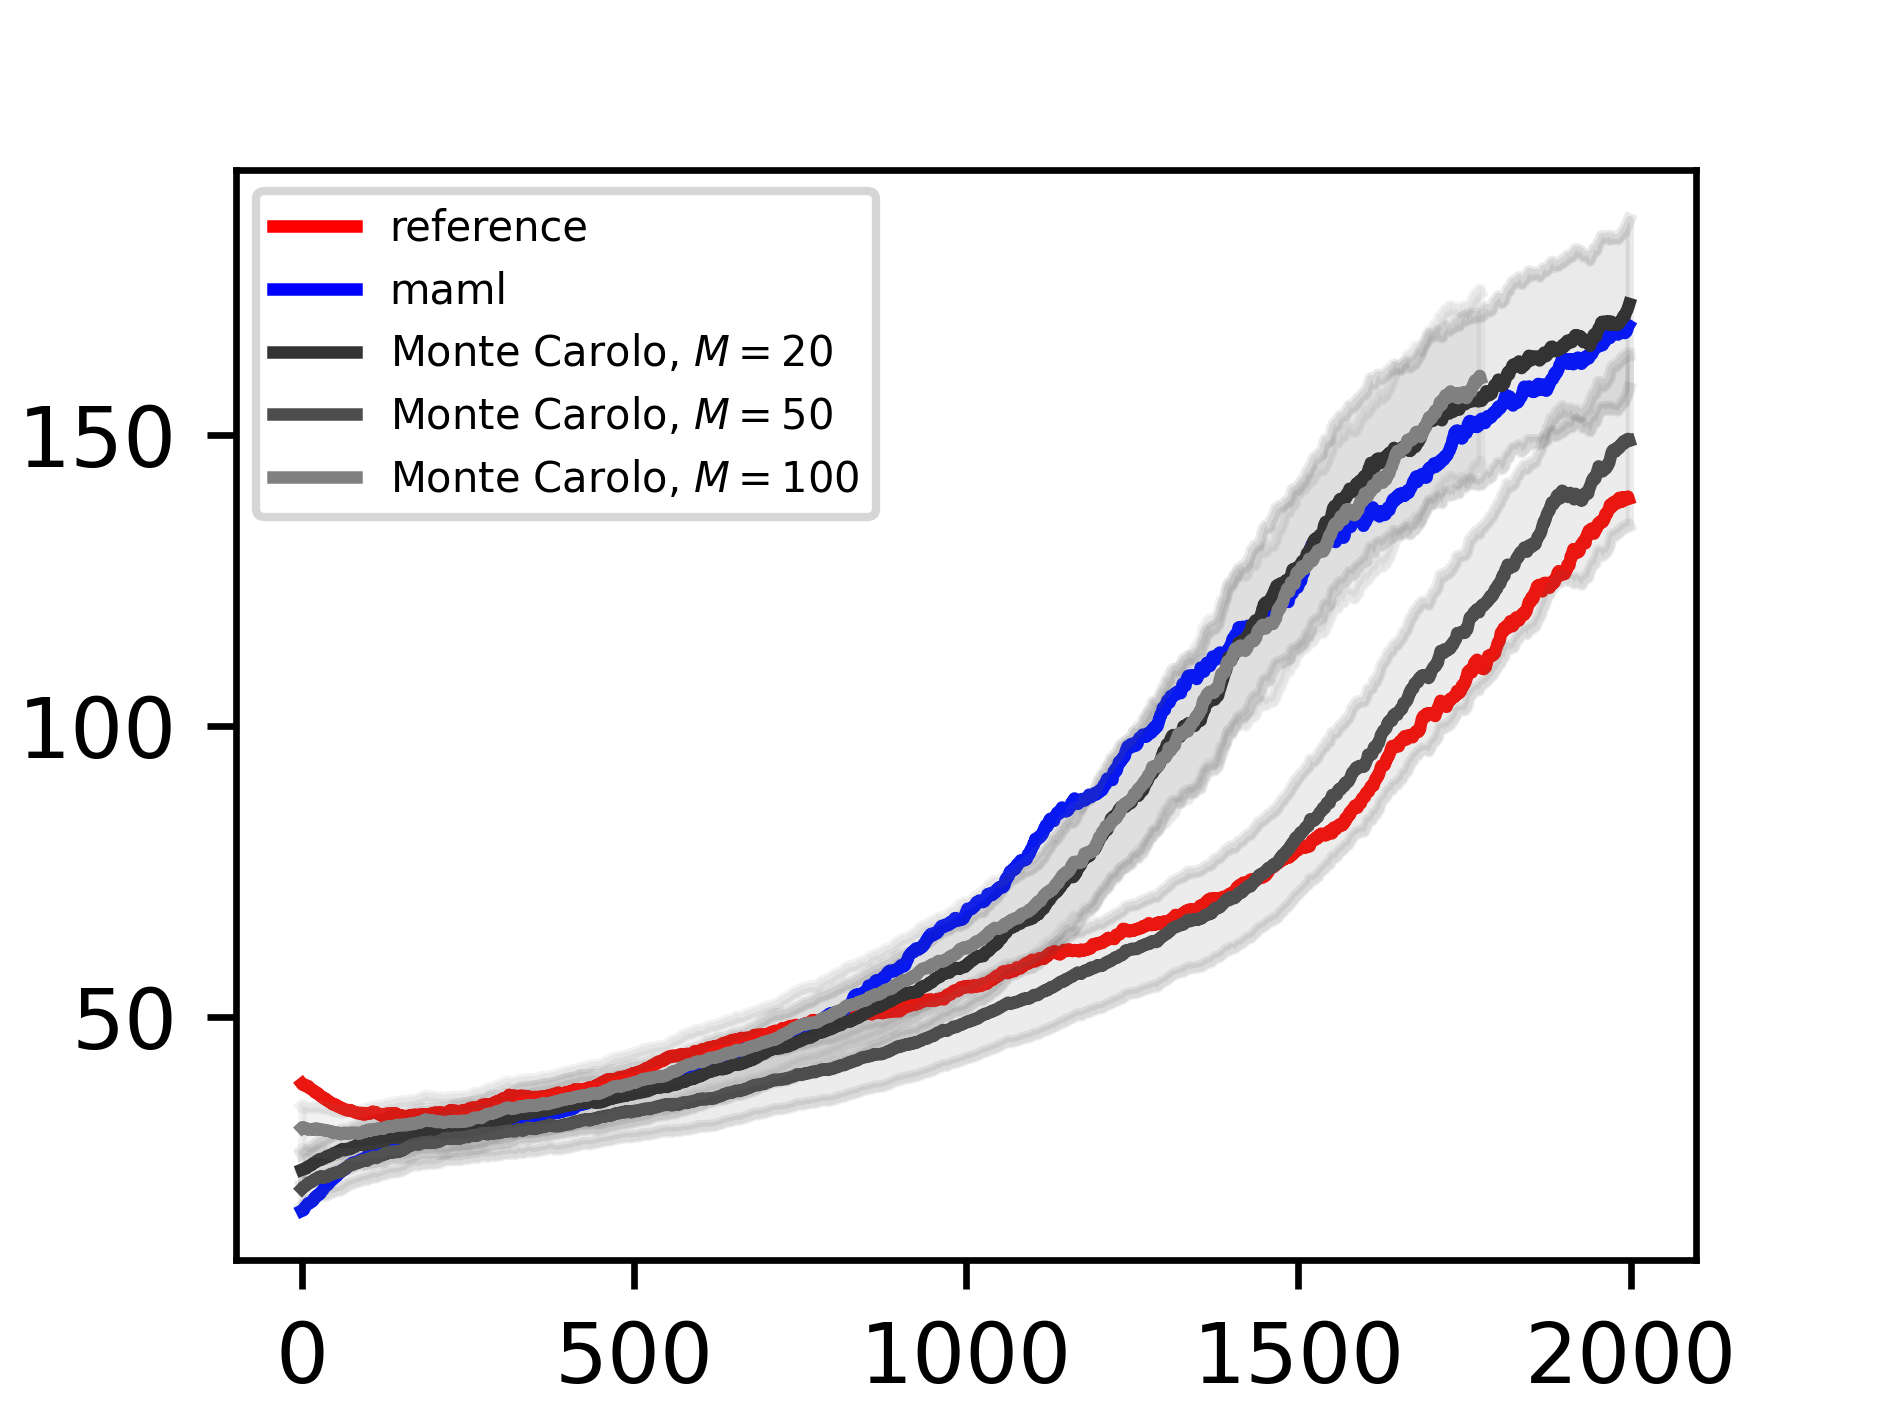 reference
maml
Monte Carolo, M = 20
Monte Carolo, M = 50
Monte Carolo, M = 100
150
100
50
0 500 1000 1500 2000